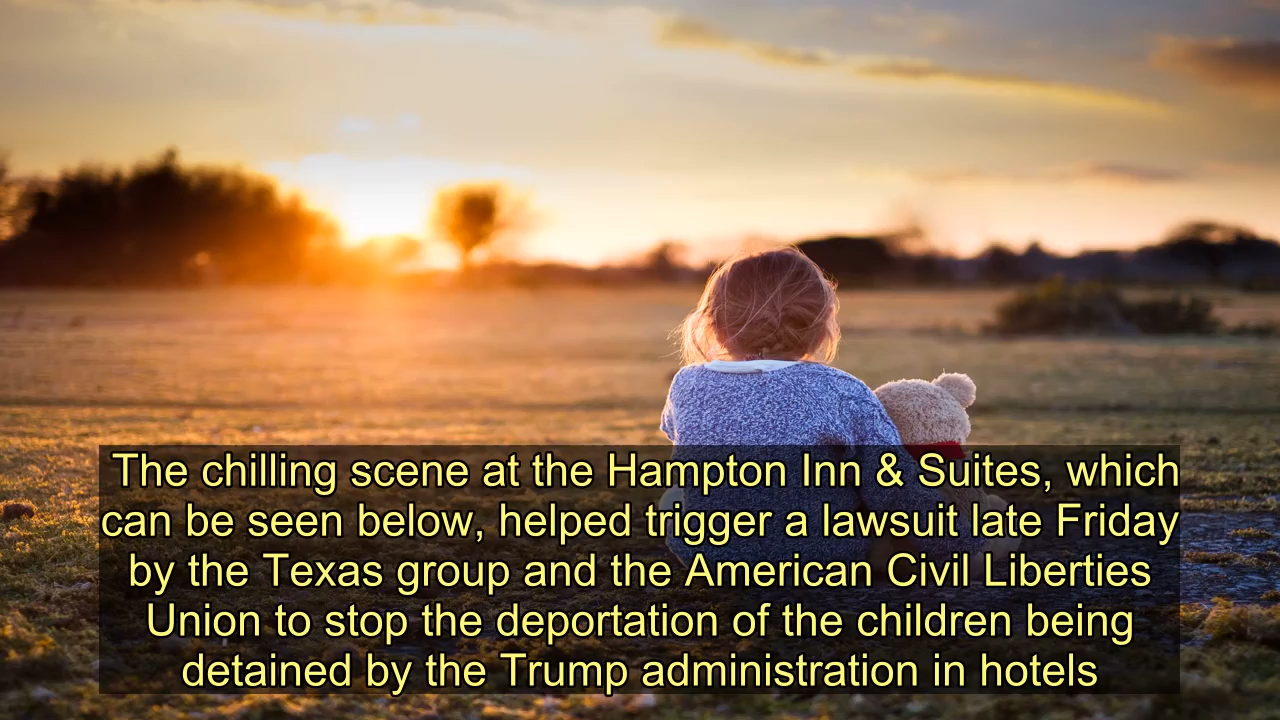 The chilling scene at the Hampton Inn & Suites, which
can be seen below, helped trigger a lawsuit late Friday
by the Texas group and the American Civil Liberties
Union to stop the deportation of the children being
detained by the Trump administration in hotels